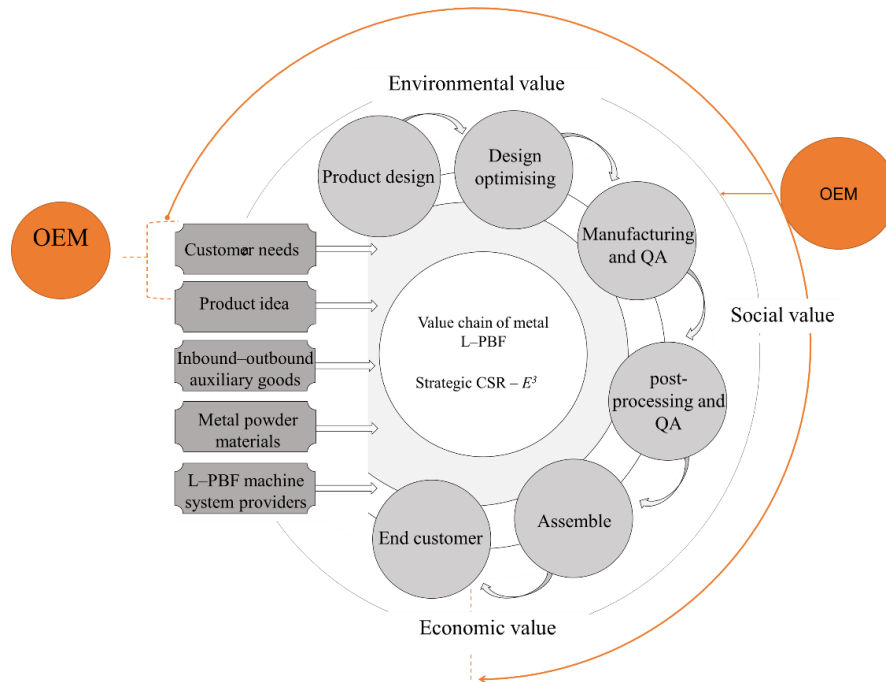 Environmental value
Product design
Design
optimising
OEM
OEM
Customer needs
Manufacturing
and QA
Product idea
Value chain of metal
L–PBF
Social value
Inbound–outbound
auxiliary goods
Strategic CSR – E³
post-
processing and
QA
Metal powder
materials
L–PBF machine
system providers
Assemble
End customer
Economic value